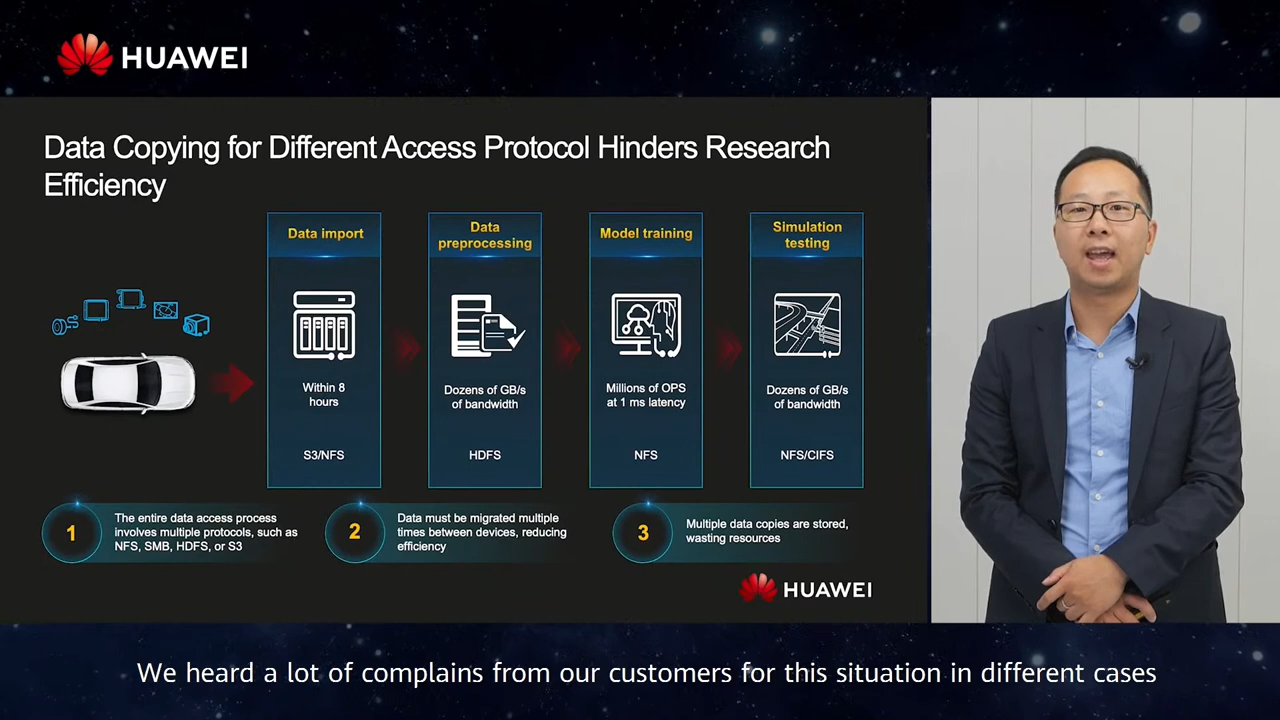 HUAWEI
Data Copying for Different Access Protocol Hinders Research
Efficiency
Data import
Within 8
hours
S3/NFS
Data
preprocessing
Dozens of GB/s
of bandwidth
HDFS
Model training
Millions of OPS
at 1 ms latency
NFS
Simulation
testing
Dozens of GB/s
of bandwidth
NFS/CIFS
1
The entire data access process
involves multiple protocols, such as
NFS, SMB, HDFS, or S3
2
Data must be migrated multiple
times between devices, reducing
efficiency
3
Multiple data copies are stored,
wasting resources
HUAWEI
We heard a lot of complains from our customers for this situation in different cases